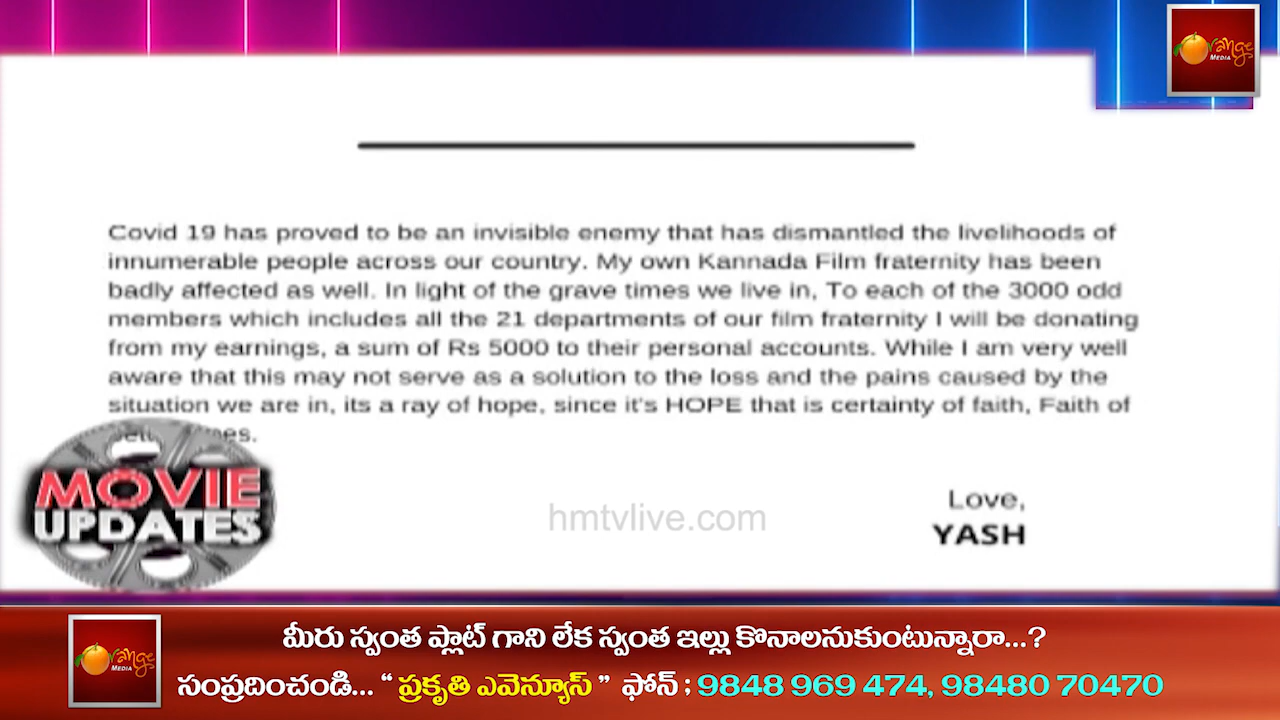 Orange
MEDIA
Covid 19 has proved to be an invisible enemy that has dismantled the livelihoods of
innumerable people across our country. My own Kannada Film fraternity has been
badly affected as well. In light of the grave times we live in, To each of the 3000 odd
members which includes all the 21 departments of our film fraternity I will be donating
from my earnings, a sum of Rs 5000 to their personal accounts. While I am very well
aware that this may not serve as a solution to the loss and the pains caused by the
situation we are in, its a ray of hope, since it's HOPE that is certainty of faith, Faith of
Love,
YASH
hmtvlive.com
MOVIE
UPDATES
Orange
MEDIA
మీరు స్వంత ప్లాట్ గాని లేక స్వంత ఇల్లు కొనాలనుకుంటున్నారా...?
సంప్రదించండి... “ ప్రకృతి ఎవెన్యూస్ ” ఫోన్ ; 9848 969 474, 98480 70470